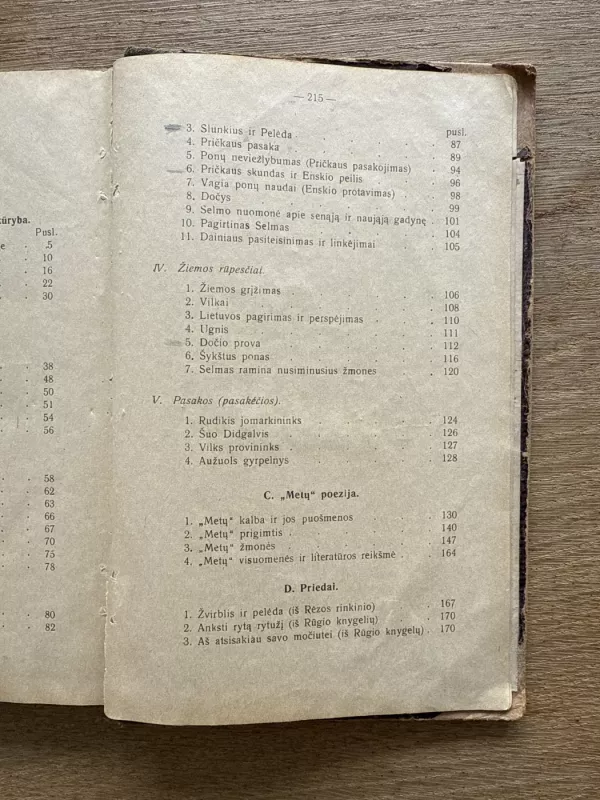 ūryba.
Pusl.
e . 5
10
16
22
30
38
48
50
51
54
56
58
62
63
66
67
70
75
78
80
82
— 215 —
pusl.
3. Slunkius ir Pelėda . 87
4. Pričkaus pasaka 89
5. Ponų neviežlybumas (Pričkaus pasakojimas) 94
6. Pričkaus skundas ir Enskio peilis 96
7. Vagia ponų naudai (Enskio protavimas) 98
8. Dočys 99
9. Selmo nuomonė apie senąją ir naująją gadynę 101
10. Pagirtinas Selmas 104
11. Dainiaus pasiteisinimas ir linkėjimai 105
IV. Žiemos rūpesčiai.
1. Žiemos grįžimas 106
2. Vilkai 108
3. Lietuvos pagirimas ir perspėjimas 110
4. Ugnis 111
5. Dočio prova 112
6. Šykštus ponas 116
7. Selmas ramina nusiminusius žmones 120
V. Pasakos (pasakėčios).
1. Rudikis jomarkininks 124
2. Šuo Didgalvis 126
3. Vilks provininks 127
4. Aužuols gyrpelnys 128
C. „Metų“ poezija.
1. „Metų“ kalba ir jos puošmenos 130
2. „Metų“ prigimtis 140
3. „Metų“ žmonės 147
4. „Metų“ visuomenės ir literatūros reikšmė 164
D. Priedai.
1. Žvirblis ir pelėda (iš Rėzos rinkinio) 167
2. Anksti rytą rytužį (iš Rūgio knygelių) 170
3. Aš atsisakiau savo močiutei (iš Rūgio knygelų) 170